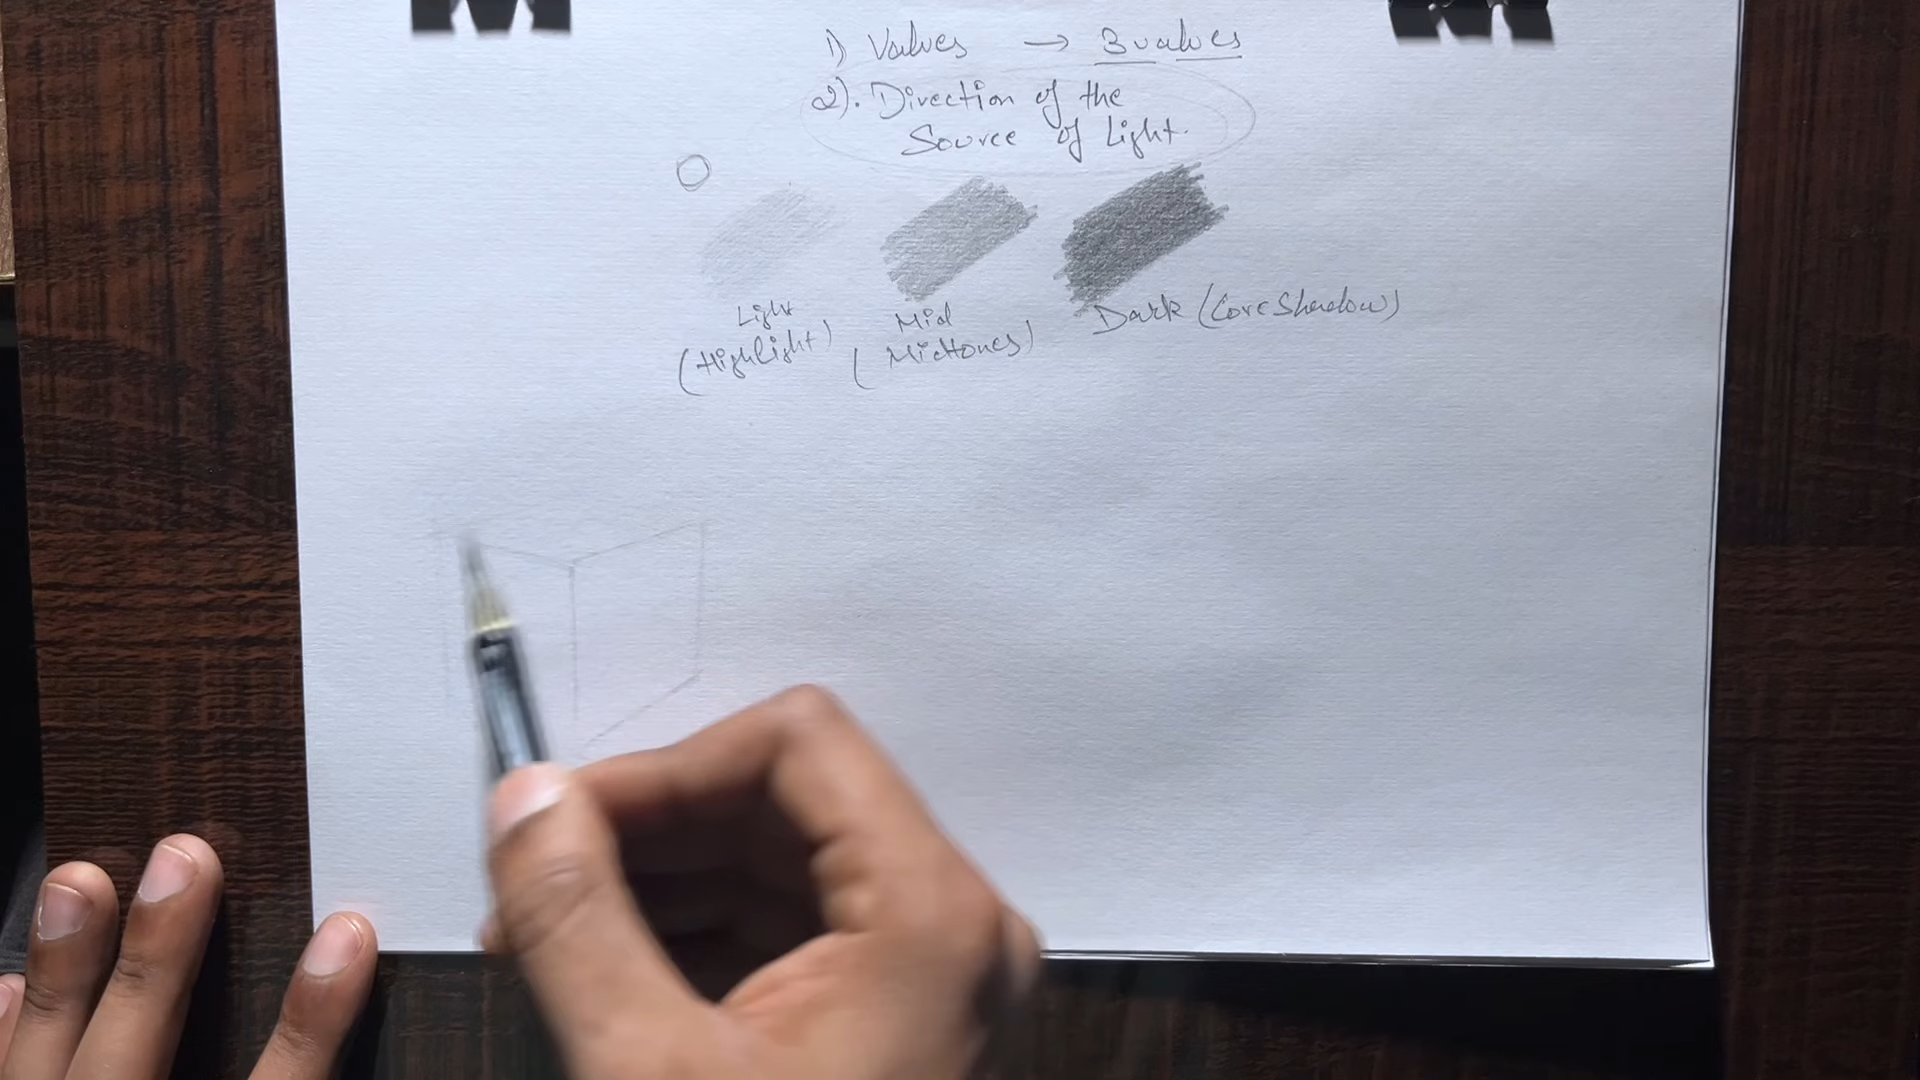 1) Values → 3 values
2). Direction of the
Source of Light.
Light
(Highlight)
Mid
(Midtones)
Dark (Core Shadow)